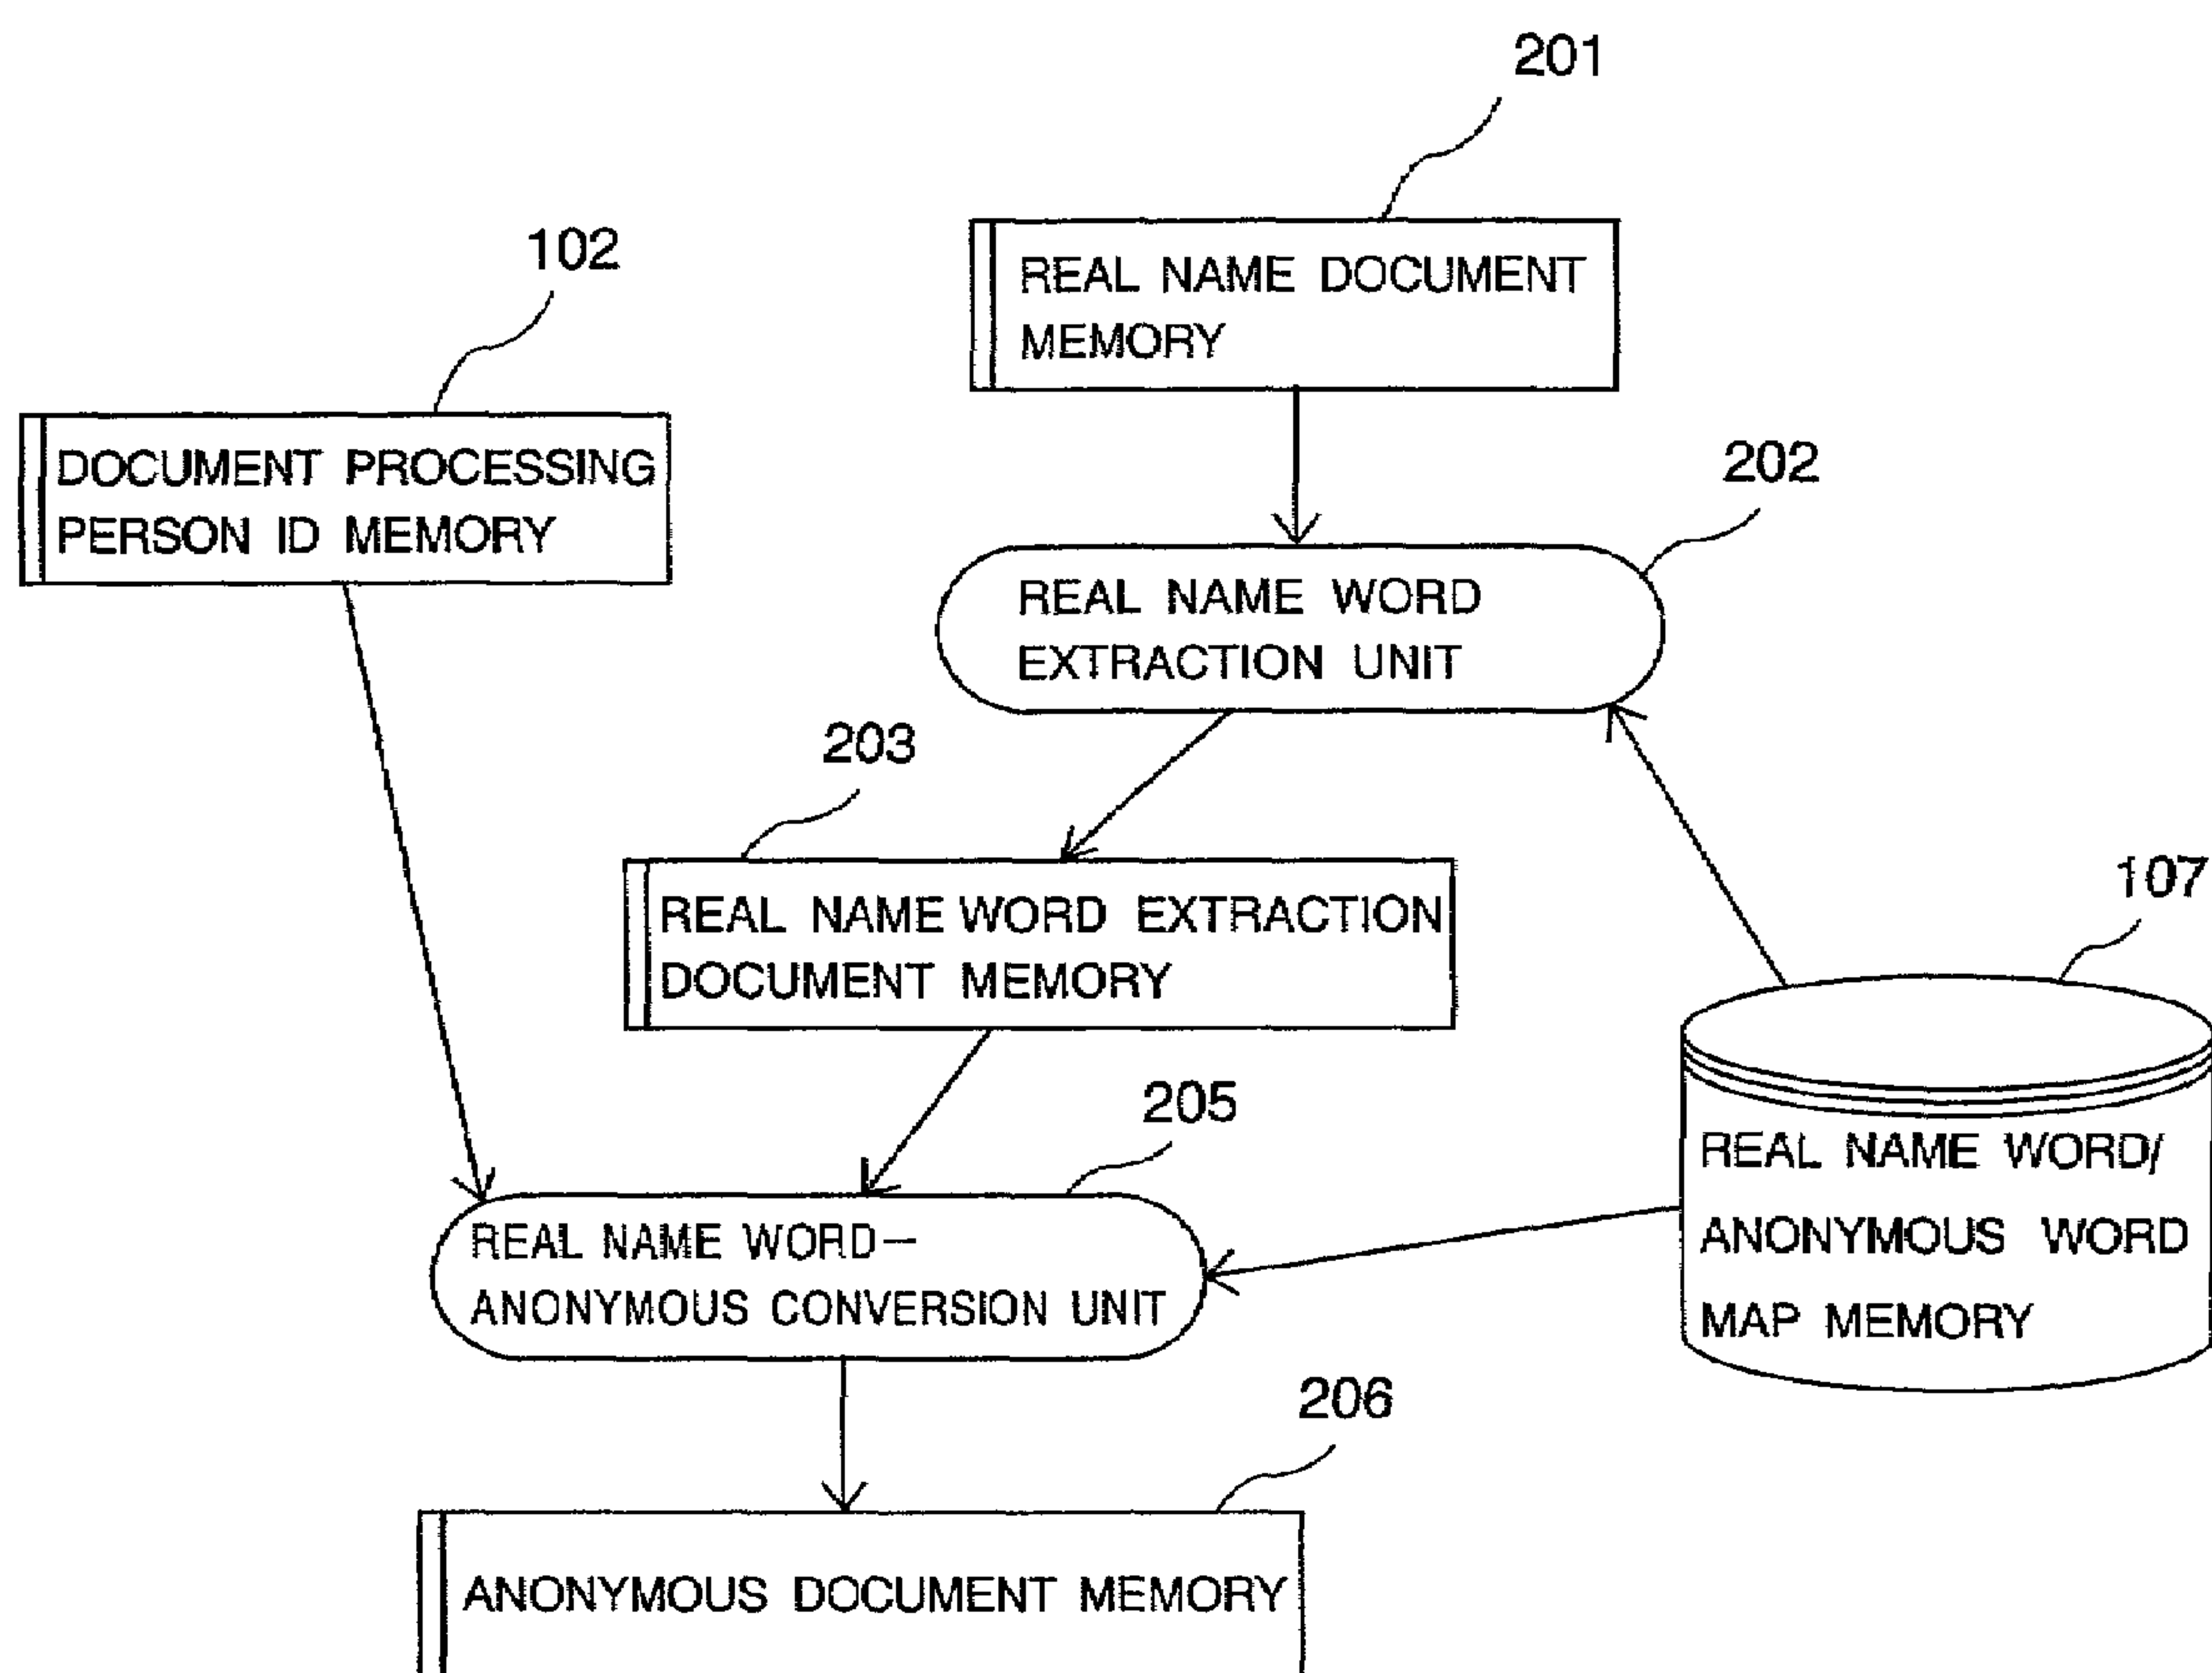 201
REAL NAME DOCUMENT
MEMORY
102
DOCUMENT PROCESSING
PERSON ID MEMORY
202
REAL NAME WORD
EXTRACTION UNIT
203
REAL NAME WORD EXTRACTION
DOCUMENT MEMORY
107
REAL NAME WORD/
ANONYMOUS WORD
MAP MEMORY
205
REAL NAME WORD—
ANONYMOUS CONVERSION UNIT
206
ANONYMOUS DOCUMENT MEMORY